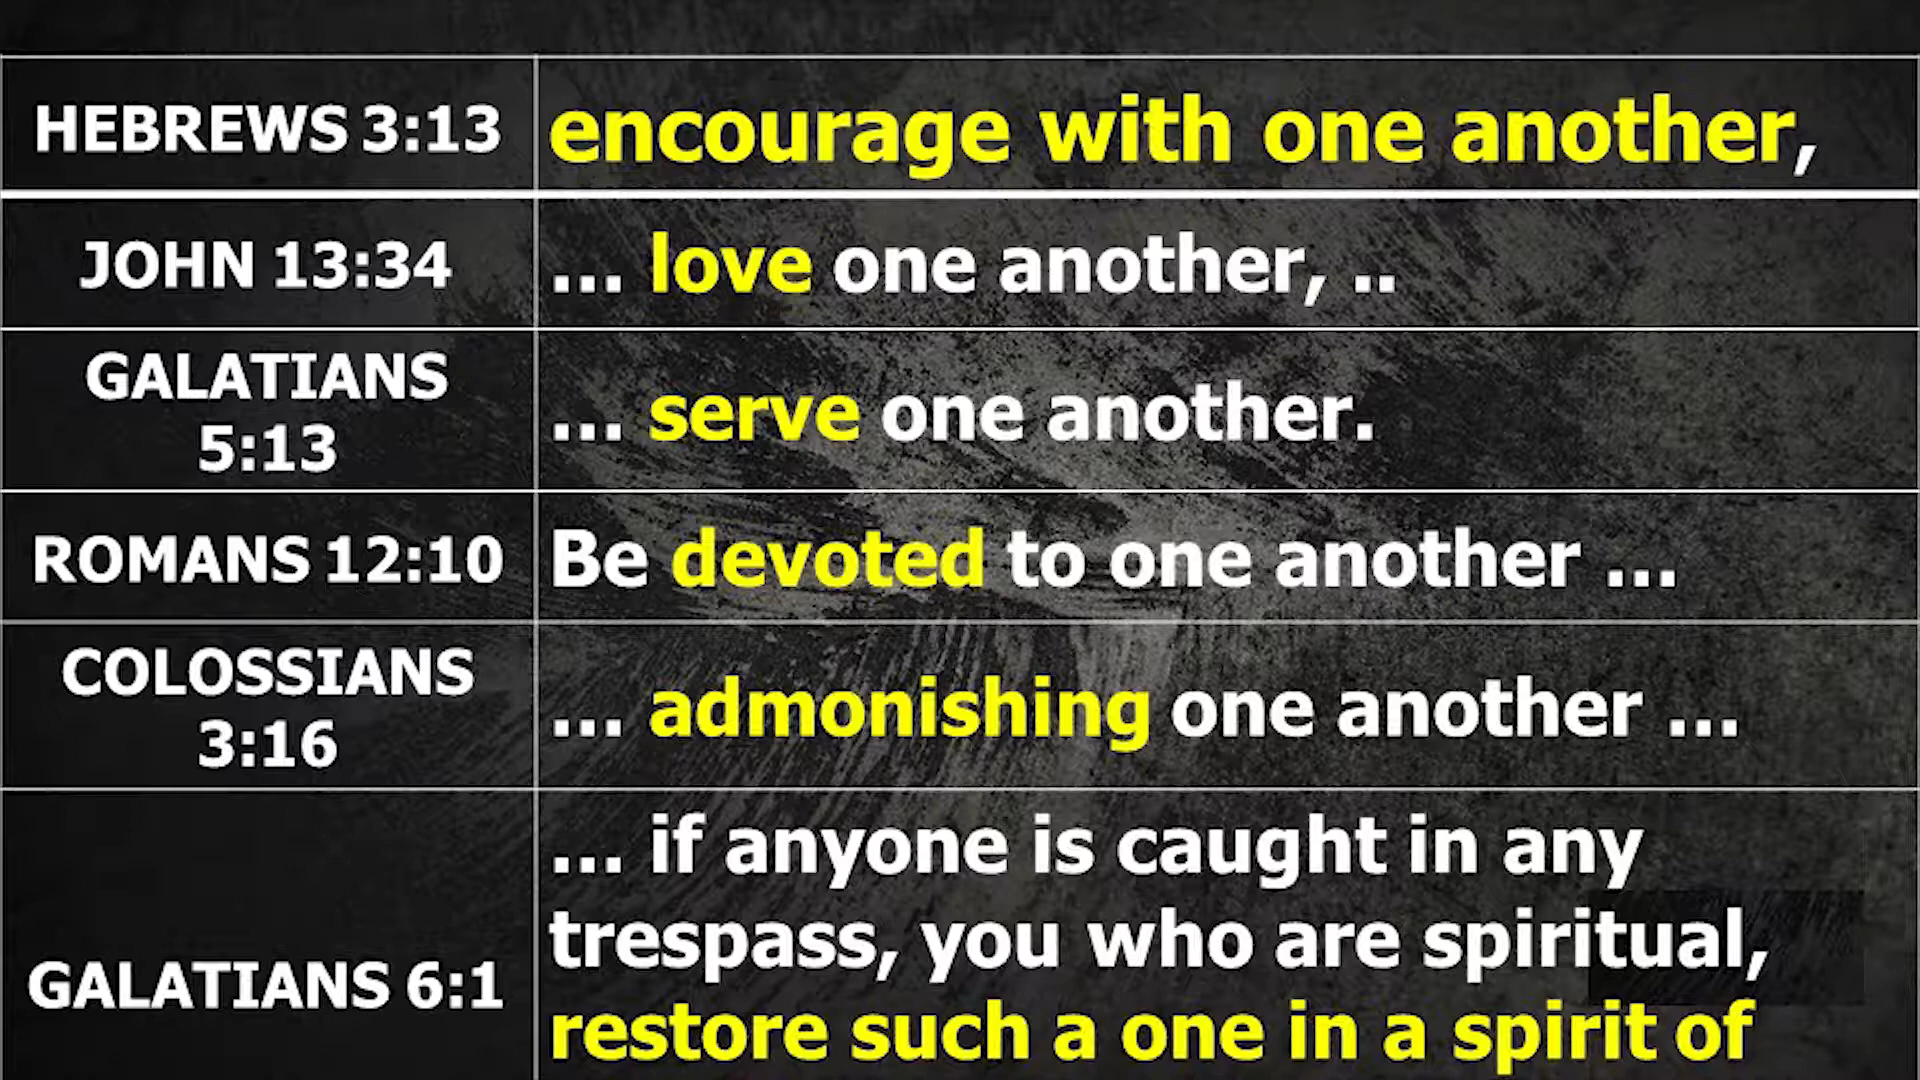 HEBREWS 3:13
encourage with one another,
JOHN 13:34
... love one another, ..
GALATIANS
5:13
... serve one another.
ROMANS 12:10
Be devoted to one another ...
COLOSSIANS
3:16
... admonishing one another ...
GALATIANS 6:1
... if anyone is caught in any
trespass, you who are spiritual,
restore such a one in a spirit of